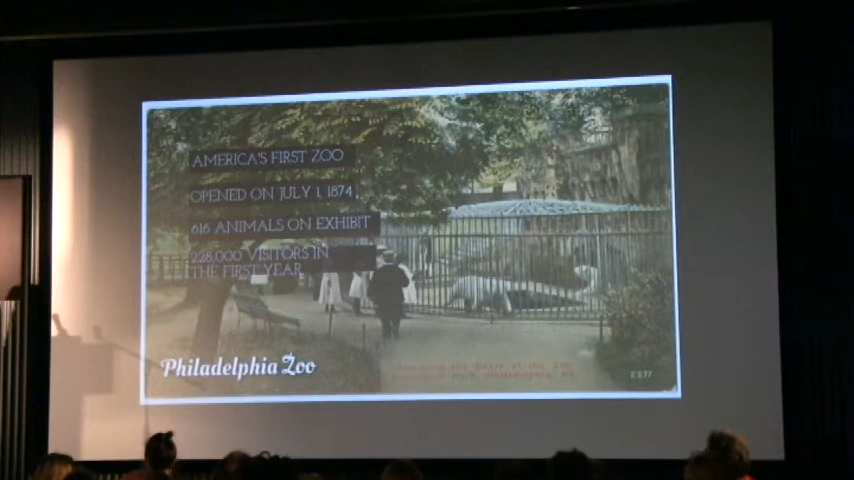 AMERICA'S FIRST ZOO
OPENED ON JULY 1, 1874
616 ANIMALS ON EXHIBIT
228,000 VISITORS IN
THE FIRST YEAR
Philadelphia Zoo